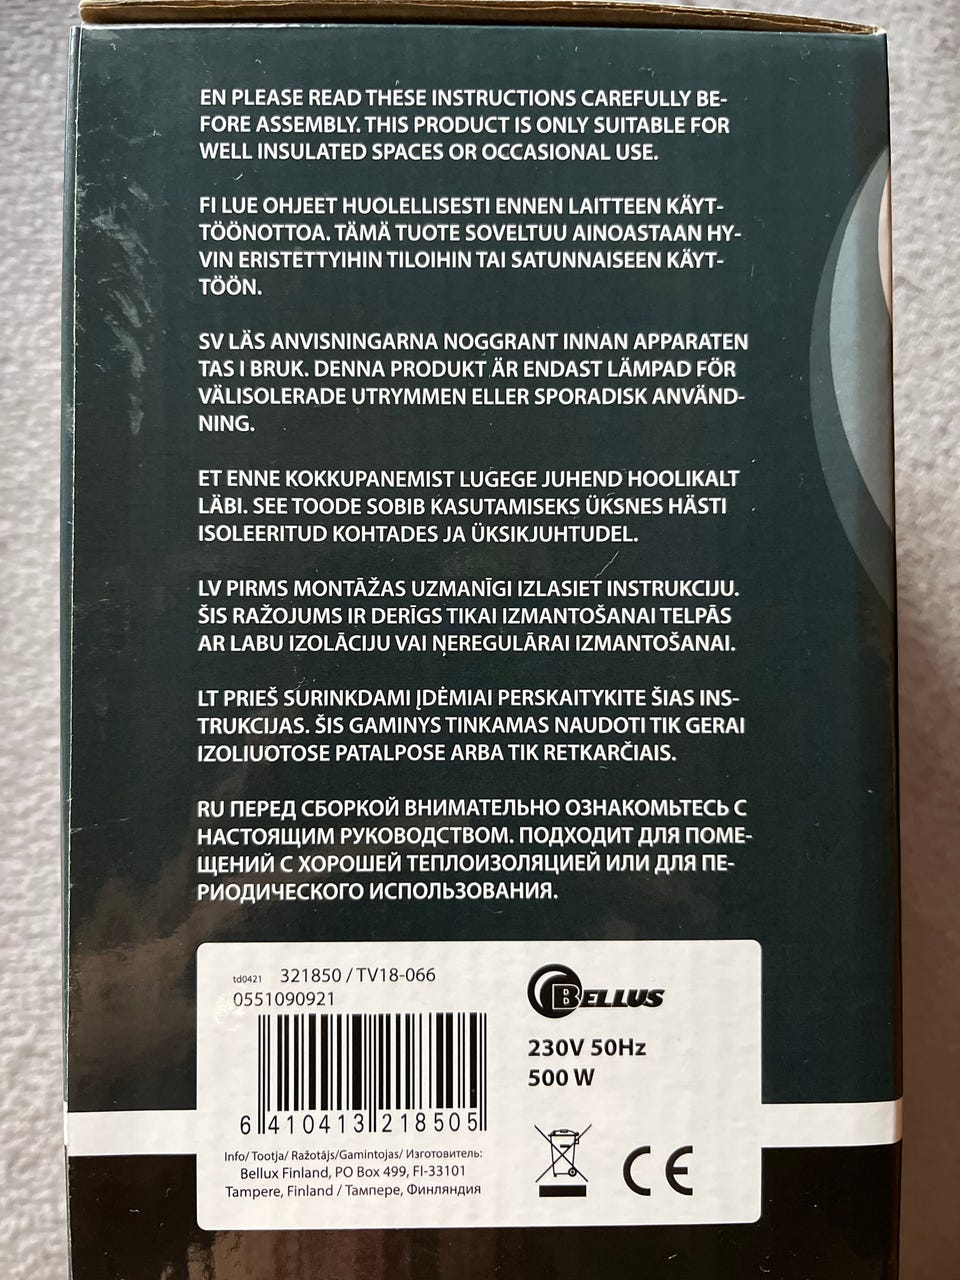 EN PLEASE READ THESE INSTRUCTIONS CAREFULLY BE-
FORE ASSEMBLY. THIS PRODUCT IS ONLY SUITABLE FOR
WELL INSULATED SPACES OR OCCASIONAL USE.
FI LUE OHJEET HUOLELLISESTI ENNEN LAITTEEN KÄYT-
TÖÖNOTTOA. TÄMÄ TUOTE SOVELTUU AINOASTAAN HY-
VIN ERISTETTYIHIN TILOIHIN TAI SATUNNAISEEN KÄYT-
TÖÖN.
SV LÄS ANVISNINGARNA NOGGRANT INNAN APPARATEN
TAS I BRUK. DENNA PRODUKT ÄR ENDAST LÄMPAD FÖR
VÄLISOLERADE UTRYMMEN ELLER SPORADISK ANVÄND-
NING.
ET ENNE KOKKUPANEMIST LUGEGE JUHEND HOOLIKALT
LÄBI. SEE TOODE SOBIB KASUTAMISEKS ÜKSNES HÄSTI
ISOLEERITUD KOHTADES JA ÜKSIKJUHTUDEL.
LV PIRMS MONTĀŽAS UZMANĪGI IZLASIET INSTRUKCIJU.
ŠIS RAŽOJUMS IR DERĪGS TIKAI IZMANTOŠANAI TELPĀS
AR LABU IZOLĀCIJU VAI ŅEREGULĀRAI IZMANTOŠANAI.
LT PRIEŠ SURINKDAMI ĮDĖMIAI PERSKAITYKITE ŠIAS INS-
TRUKCIJAS. ŠIS GAMINYS TINKAMAS NAUDOTI TIK GERAI
IZOLIUOTOSE PATALPOSE ARBA TIK RETKARČIAIS.
RU ПЕРЕД СБОРКОЙ ВНИМАТЕЛЬНО ОЗНАКОМЬТЕСЬ С
НАСТОЯЩИМ РУКОВОДСТВОМ. ПОДХОДИТ ДЛЯ ПОМЕ-
ЩЕНИЙ С ХОРОШЕЙ ТЕПЛОИЗОЛЯЦИЕЙ ИЛИ ДЛЯ ПЕ-
РИОДИЧЕСКОГО ИСПОЛЬЗОВАНИЯ.
td0421 321850 / TV18-066
0551090921
6 410413 218505
Info/ Tootja/ Ražotājs/Gamintojas/ Изготовитель:
Bellux Finland, PO Box 499, FI-33101
Tampere, Finland / Тампере, Финляндия
BELLUS
230V 50Hz
500 W
CE